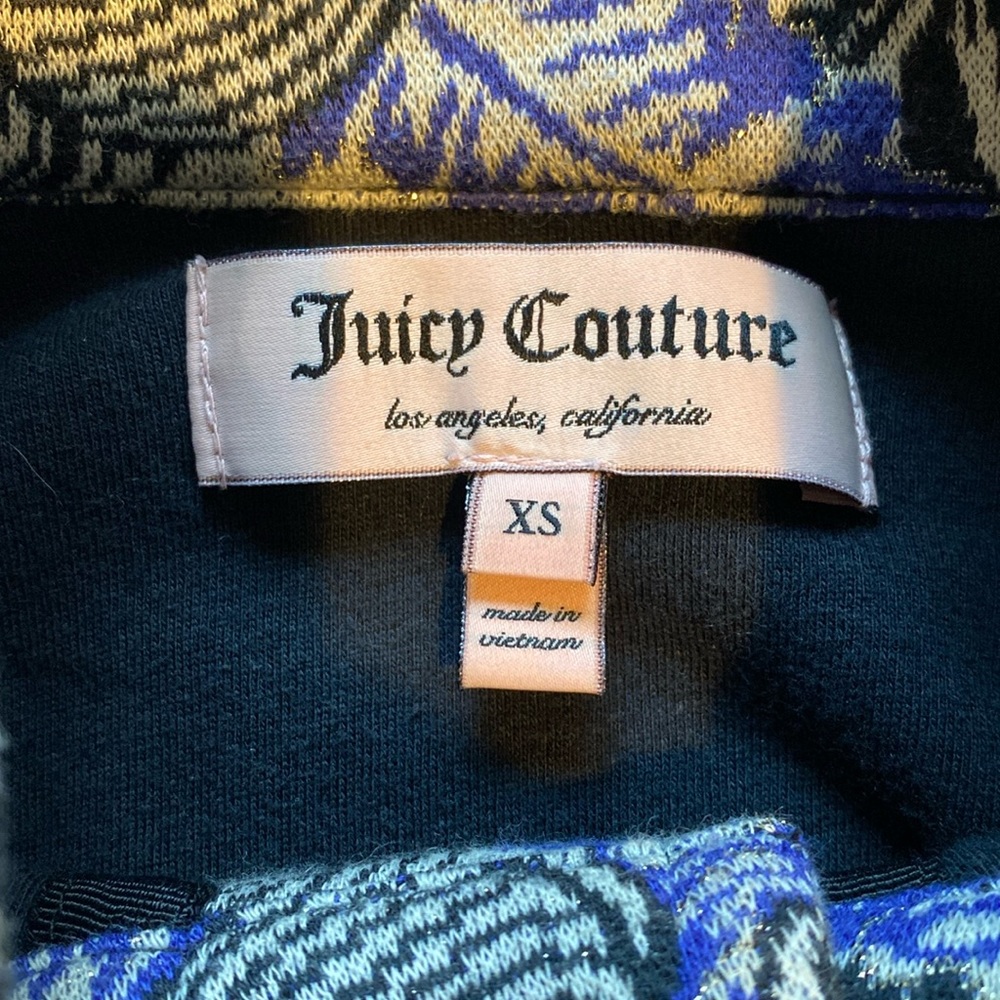 Juicy Couture
los angeles, california
XS
made in
vietnam